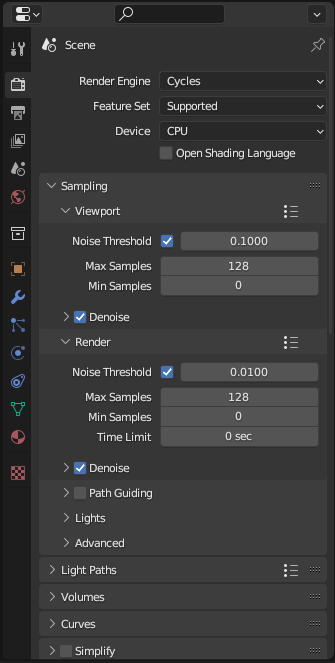 Scene
Render Engine Cycles
Feature Set Supported
Device CPU
Open Shading Language
Sampling
Viewport
Noise Threshold 0.1000
Max Samples 128
Min Samples 0
Denoise
Render
Noise Threshold 0.0100
Max Samples 128
Min Samples 0
Time Limit 0 sec
Denoise
Path Guiding
Lights
Advanced
Light Paths
Volumes
Curves
Simplify